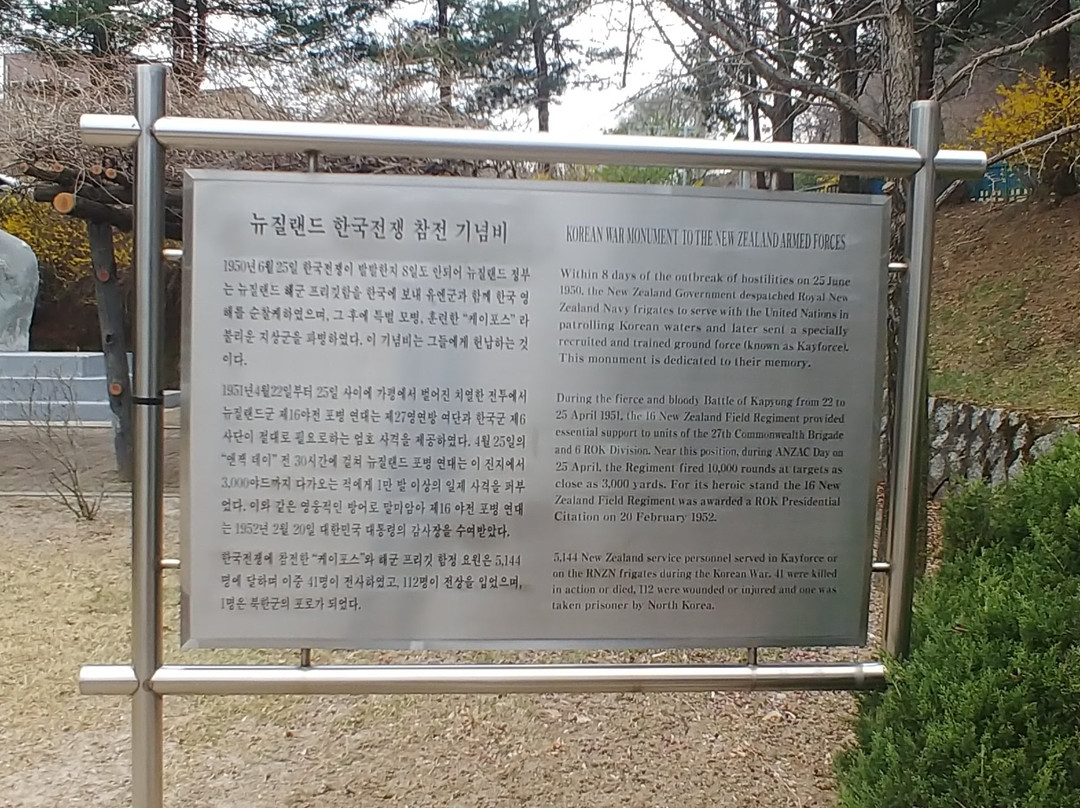 뉴질랜드 한국전쟁 참전 기념비
1950년 6월 25일 한국전쟁이 발발한지 8일도 안되어 뉴질랜드 정부
는 뉴질랜드 해군 프리깃함을 한국에 보내 유엔군과 함께 한국 영
해를 순찰케하였으며, 그 후에 특별 모병, 훈련한 “케이포스” 라
불리운 지상군을 파병하였다. 이 기념비는 그들에게 헌납하는 것
이다.
1951년 4월 22일부터 25일 사이에 가평에서 벌어진 치열한 전투에서
뉴질랜드군 제16야전 포병 연대는 제27영연방 여단과 한국군 제6
사단이 절대로 필요로하는 엄호 사격을 제공하였다. 4월 25일의
“앤잭 데이” 전 30시간에 걸쳐 뉴질랜드 포병 연대는 이 진지에서
3,000야드까지 다가오는 적에게 1만 발 이상의 일제 사격을 퍼부
었다. 이와 같은 영웅적인 방어로 말미암아 제16 야전 포병 연대
는 1952년 2월 20일 대한민국 대통령의 감사장을 수여받았다.
한국전쟁에 참전한 “케이포스”와 해군 프리깃 함정 요원은 5,144
명에 달하며 이중 41명이 전사하였고, 112명이 전상을 입었으며,
1명은 북한군의 포로가 되었다.
KOREAN WAR MONUMENT TO THE NEW ZEALAND ARMED FORCES
Within 8 days of the outbreak of hostilities on 25 June
1950, the New Zealand Government despatched Royal New
Zealand Navy frigates to serve with the United Nations in
patrolling Korean waters and later sent a specially
recruited and trained ground force (known as Kayforce).
This monument is dedicated to their memory.
During the fierce and bloody Battle of Kapyong from 22 to
25 April 1951, the 16 New Zealand Field Regiment provided
essential support to units of the 27th Commonwealth Brigade
and 6 ROK Division. Near this position, during ANZAC Day on
25 April, the Regiment fired 10,000 rounds at targets as
close as 3,000 yards. For its heroic stand the 16 New
Zealand Field Regiment was awarded a ROK Presidential
Citation on 20 February 1952.
5,144 New Zealand service personnel served in Kayforce or
on the RNZN frigates during the Korean War. 41 were killed
in action or died, 112 were wounded or injured and one was
taken prisoner by North Korea.